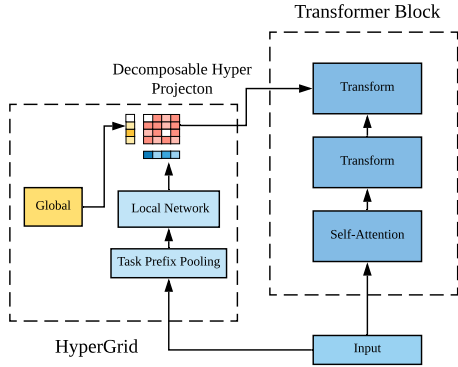 Transformer Block
Decomposable Hyper
Projecton
Transform
Transform
Global
Local Network
Self-Attention
Task Prefix Pooling
HyperGrid
Input